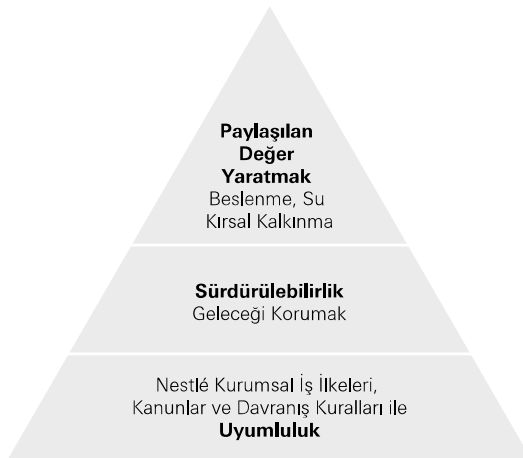 Paylaşılan
Değer
Yaratmak
Beslenme, Su
Kırsal Kalkınma
Sürdürülebilirlik
Geleceği Korumak
Nestlé Kurumsal İş İlkeleri,
Kanunlar ve Davranış Kuralları ile
Uyumluluk